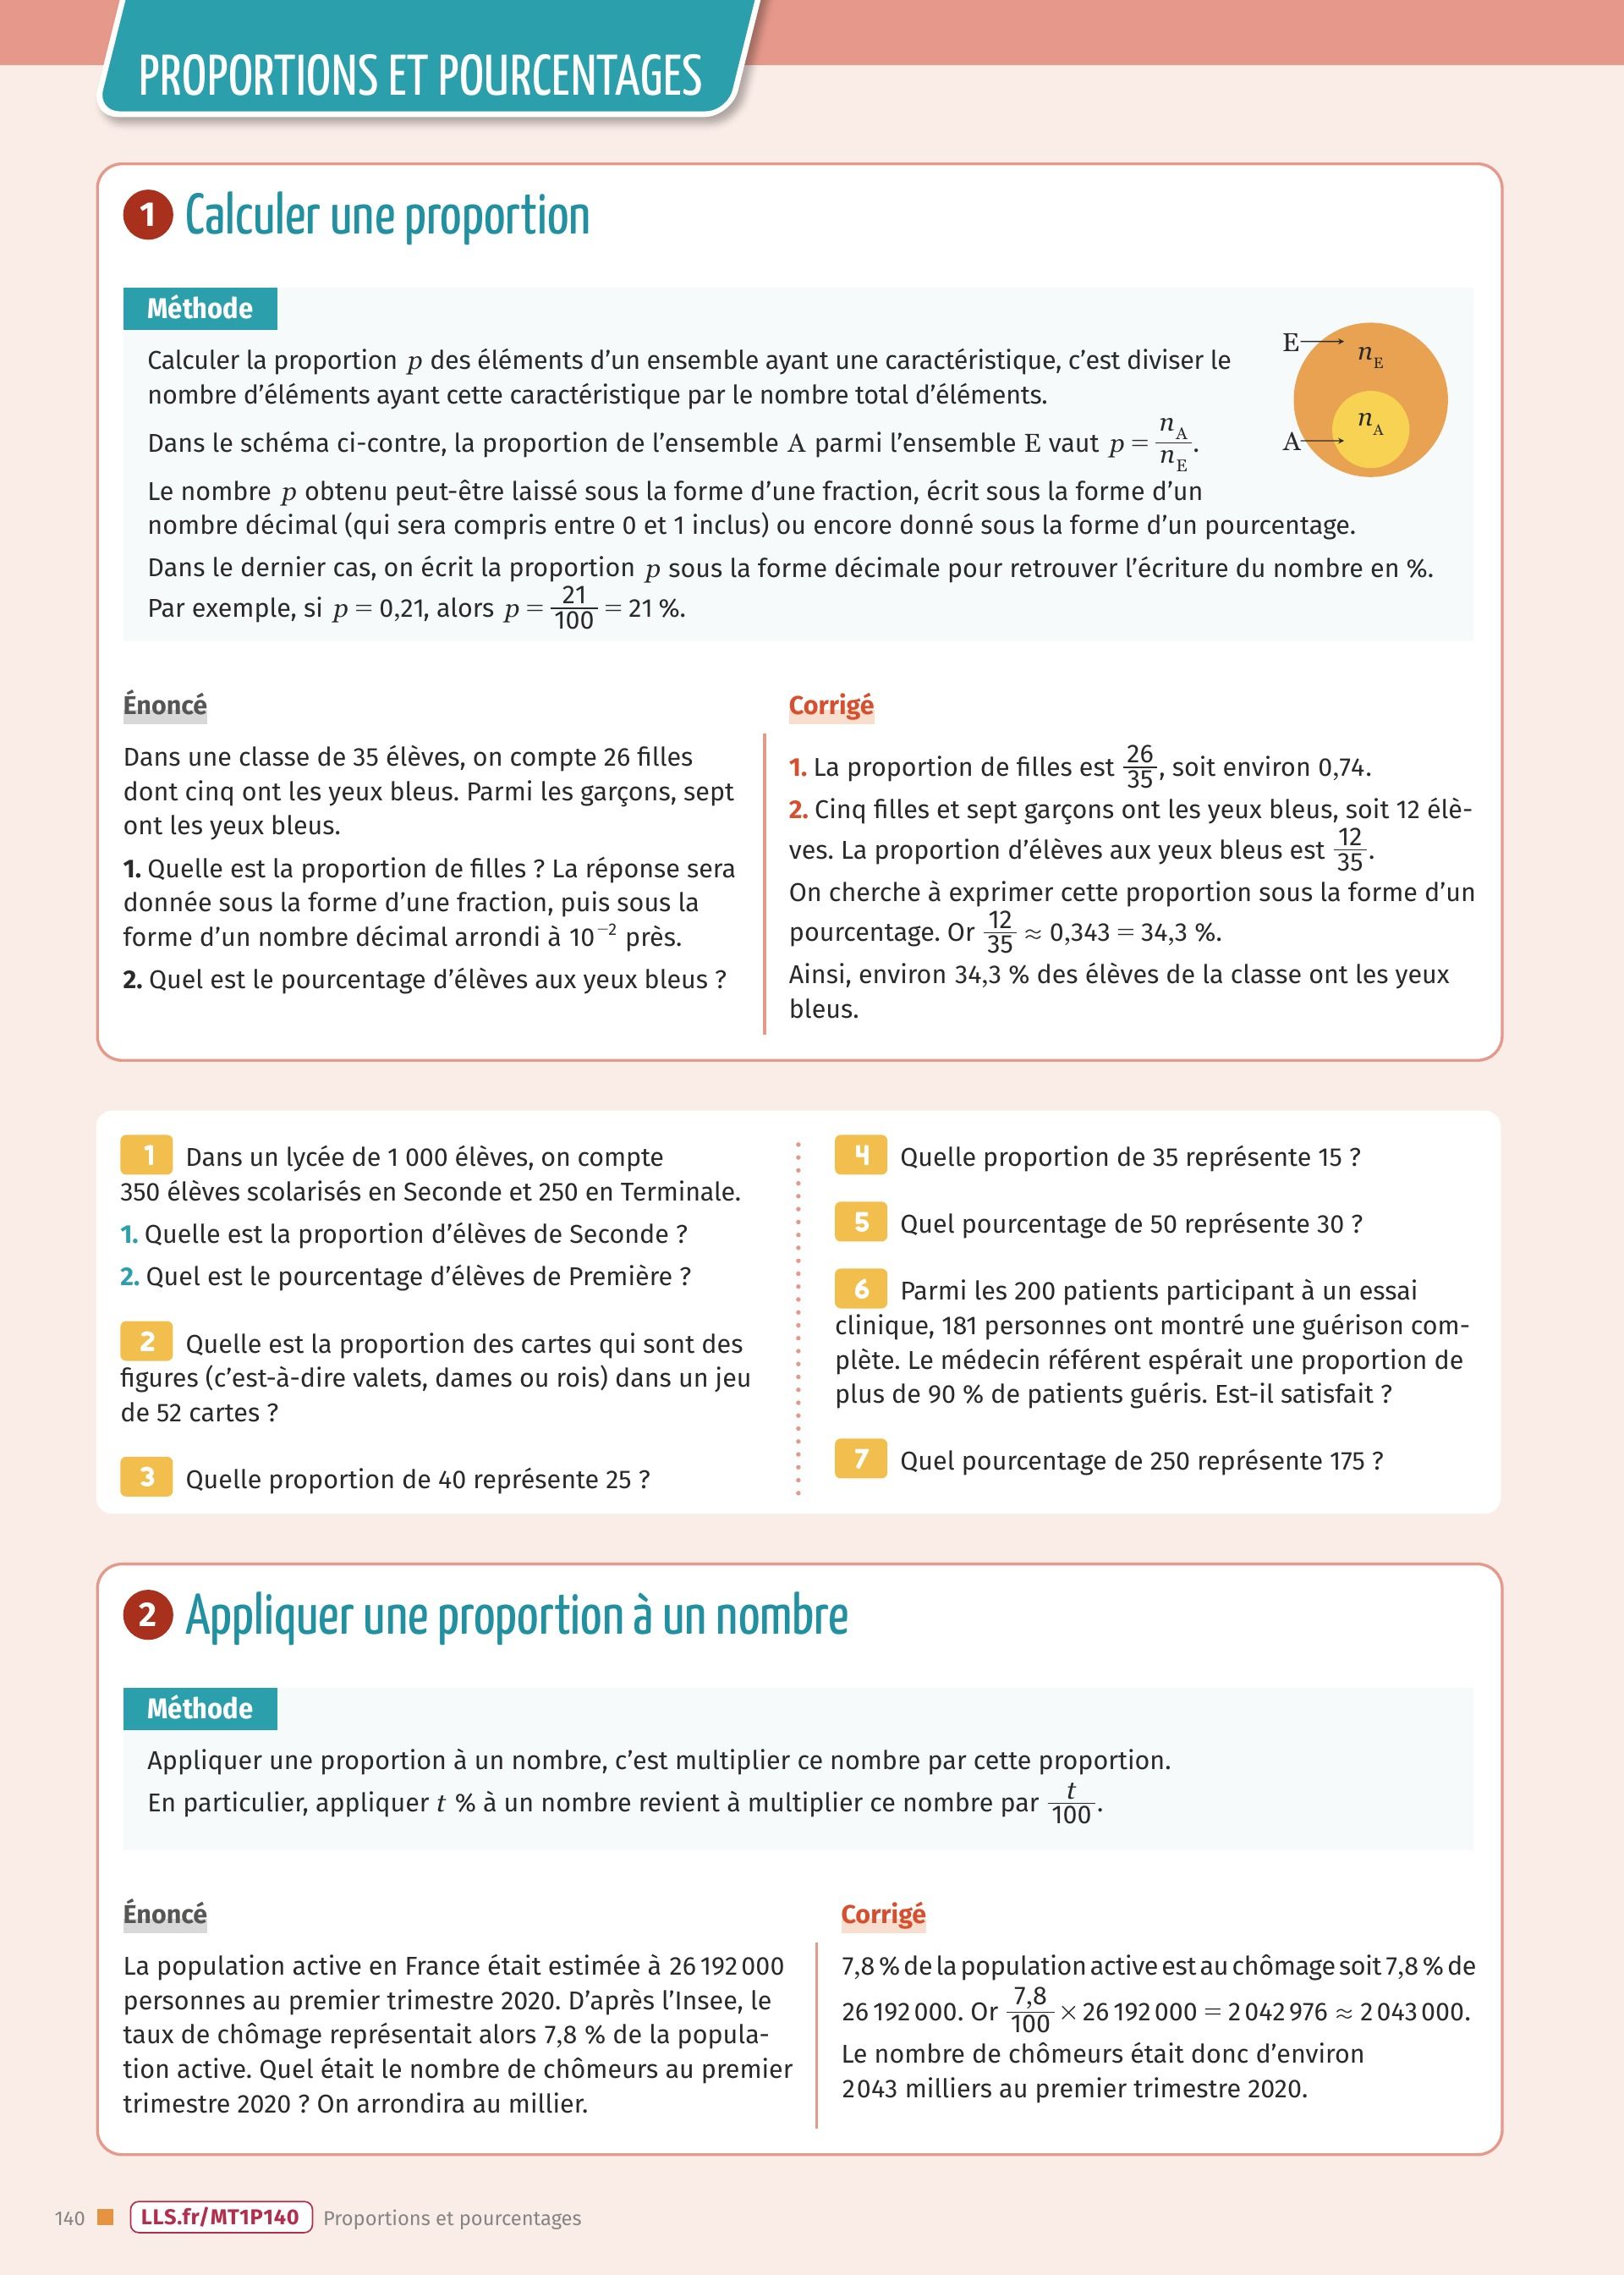 PROPORTIONS ET POURCENTAGES
1 Calculer une proportion
Méthode
Calculer la proportion p des éléments d’un ensemble ayant une caractéristique, c’est diviser le
nombre d’éléments ayant cette caractéristique par le nombre total d’éléments.
Dans le schéma ci-contre, la proportion de l’ensemble A parmi l’ensemble E vaut p = n_A/n_E.
Le nombre p obtenu peut-être laissé sous la forme d’une fraction, écrit sous la forme d’un
nombre décimal (qui sera compris entre 0 et 1 inclus) ou encore donné sous la forme d’un pourcentage.
Dans le dernier cas, on écrit la proportion p sous la forme décimale pour retrouver l’écriture du nombre en %.
Par exemple, si p = 0,21, alors p = 21/100 = 21 %.
E
n_E
n_A
A
Énoncé
Dans une classe de 35 élèves, on compte 26 filles
dont cinq ont les yeux bleus. Parmi les garçons, sept
ont les yeux bleus.
1. Quelle est la proportion de filles ? La réponse sera
donnée sous la forme d’une fraction, puis sous la
forme d’un nombre décimal arrondi à 10⁻² près.
2. Quel est le pourcentage d’élèves aux yeux bleus ?
Corrigé
1. La proportion de filles est 26/35, soit environ 0,74.
2. Cinq filles et sept garçons ont les yeux bleus, soit 12 élè-
ves. La proportion d’élèves aux yeux bleus est 12/35.
On cherche à exprimer cette proportion sous la forme d’un
pourcentage. Or 12/35 ≈ 0,343 = 34,3 %.
Ainsi, environ 34,3 % des élèves de la classe ont les yeux
bleus.
1 Dans un lycée de 1 000 élèves, on compte
350 élèves scolarisés en Seconde et 250 en Terminale.
1. Quelle est la proportion d’élèves de Seconde ?
2. Quel est le pourcentage d’élèves de Première ?
2 Quelle est la proportion des cartes qui sont des
figures (c’est-à-dire valets, dames ou rois) dans un jeu
de 52 cartes ?
3 Quelle proportion de 40 représente 25 ?
4 Quelle proportion de 35 représente 15 ?
5 Quel pourcentage de 50 représente 30 ?
6 Parmi les 200 patients participant à un essai
clinique, 181 personnes ont montré une guérison com-
plète. Le médecin référent espérait une proportion de
plus de 90 % de patients guéris. Est-il satisfait ?
7 Quel pourcentage de 250 représente 175 ?
2 Appliquer une proportion à un nombre
Méthode
Appliquer une proportion à un nombre, c’est multiplier ce nombre par cette proportion.
En particulier, appliquer t % à un nombre revient à multiplier ce nombre par t/100.
Énoncé
La population active en France était estimée à 26 192 000
personnes au premier trimestre 2020. D’après l’Insee, le
taux de chômage représentait alors 7,8 % de la popula-
tion active. Quel était le nombre de chômeurs au premier
trimestre 2020 ? On arrondira au millier.
Corrigé
7,8 % de la population active est au chômage soit 7,8 % de
26 192 000. Or 7,8/100 × 26 192 000 = 2 042 976 ≈ 2 043 000.
Le nombre de chômeurs était donc d’environ
2 043 milliers au premier trimestre 2020.
140 LLS.fr/MT1P140 Proportions et pourcentages